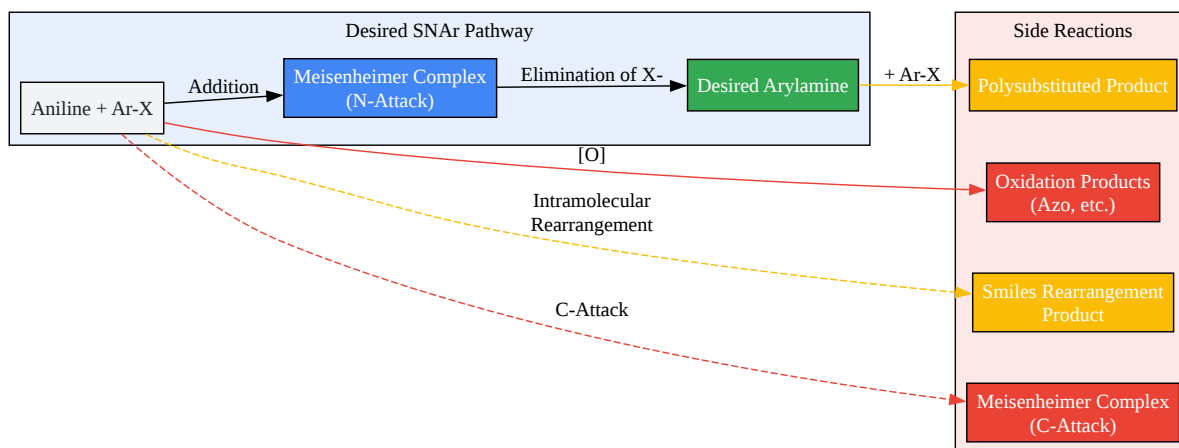 Desired SNAr Pathway
Side Reactions
Aniline + Ar-X
Addition
Meisenheimer Complex
(N-Attack)
Elimination of X-
Desired Arylamine
+ Ar-X
Polysubstituted Product
[O]
Oxidation Products
(Azo, etc.)
Intramolecular
Rearrangement
Smiles Rearrangement
Product
C-Attack
Meisenheimer Complex
(C-Attack)